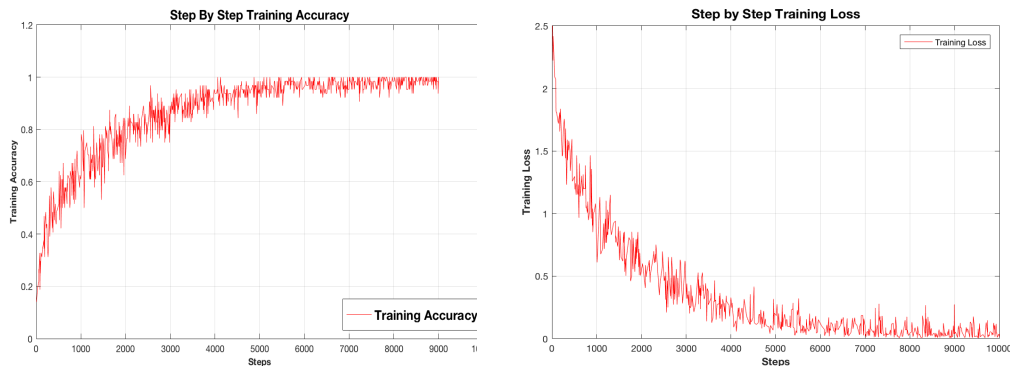 Step By Step Training Accuracy
1.2
1
0.8
0.6
0.4
0.2
0
Training Accuracy
Training Accuracy
0 1000 2000 3000 4000 5000 6000 7000 8000 9000
Steps
Step by Step Training Loss
2.5
2
1.5
1
0.5
0
Training Loss
Training Loss
0 1000 2000 3000 4000 5000 6000 7000 8000 9000 10000
Steps